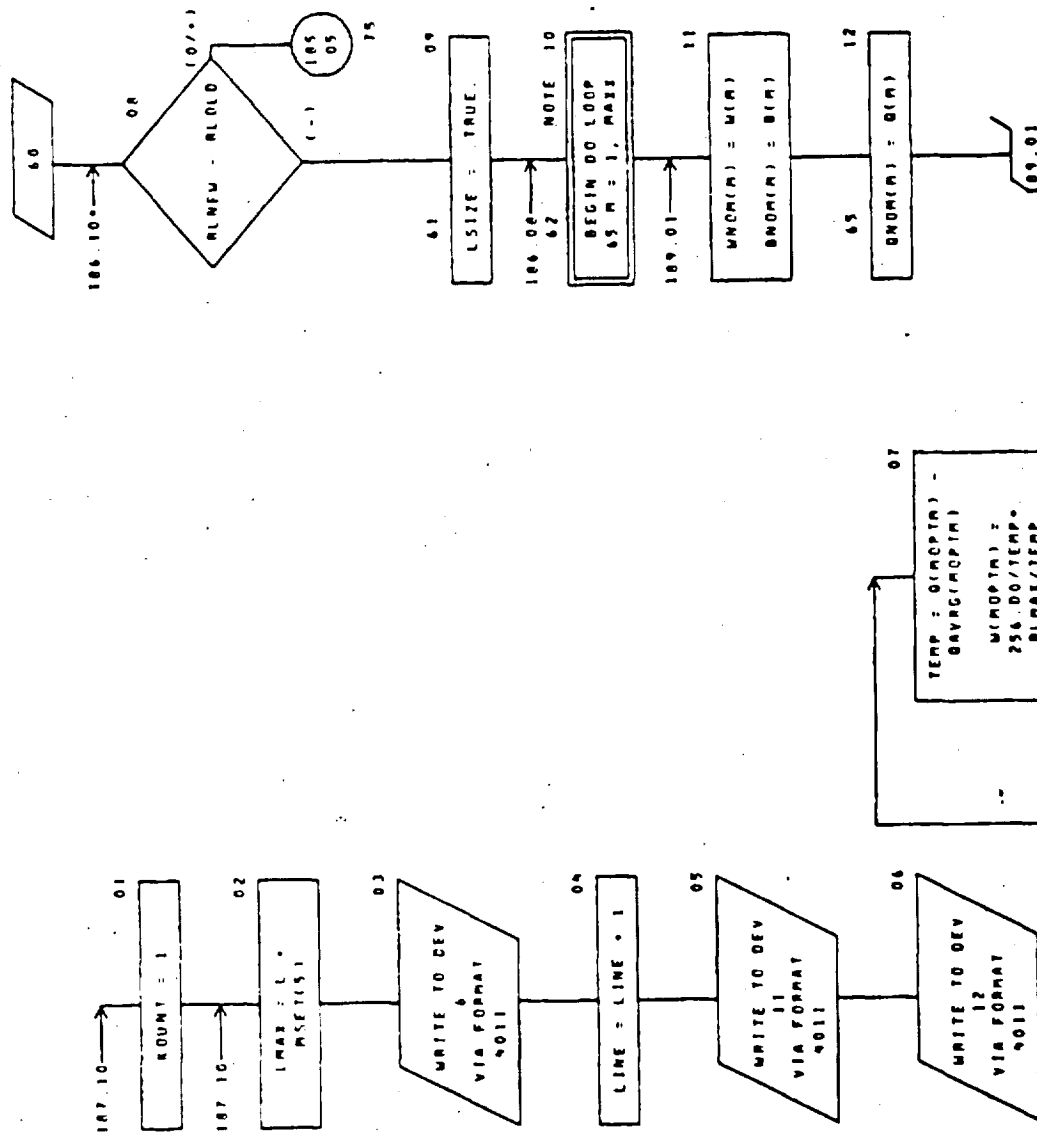 187.10
01
KOUNT = 1
187.10
02
LMAX = L +
MSET(5)
03
WRITE TO DEV
6
VIA FORMAT
4011
04
LINE = LINE + 1
05
WRITE TO DEV
11
VIA FORMAT
4011
06
WRITE TO DEV
12
VIA FORMAT
4011
07
TEMP = Q(MOPTM) -
QAVRG(MOPTM)
W(MOPTM) =
256.D0/TEMP*
RLMAX/TEMP
60
186.10*
08
RLNEW - RLOLD
(0/+)
185
05
75
(-)
61
09
LSIZE = .TRUE.
186.08
62
NOTE 10
BEGIN DO LOOP
65 M = 1, MAXX
189.01
11
WNOM(M) = W(M)
BNOM(M) = B(M)
65
12
QNOM(M) = Q(M)
189.01